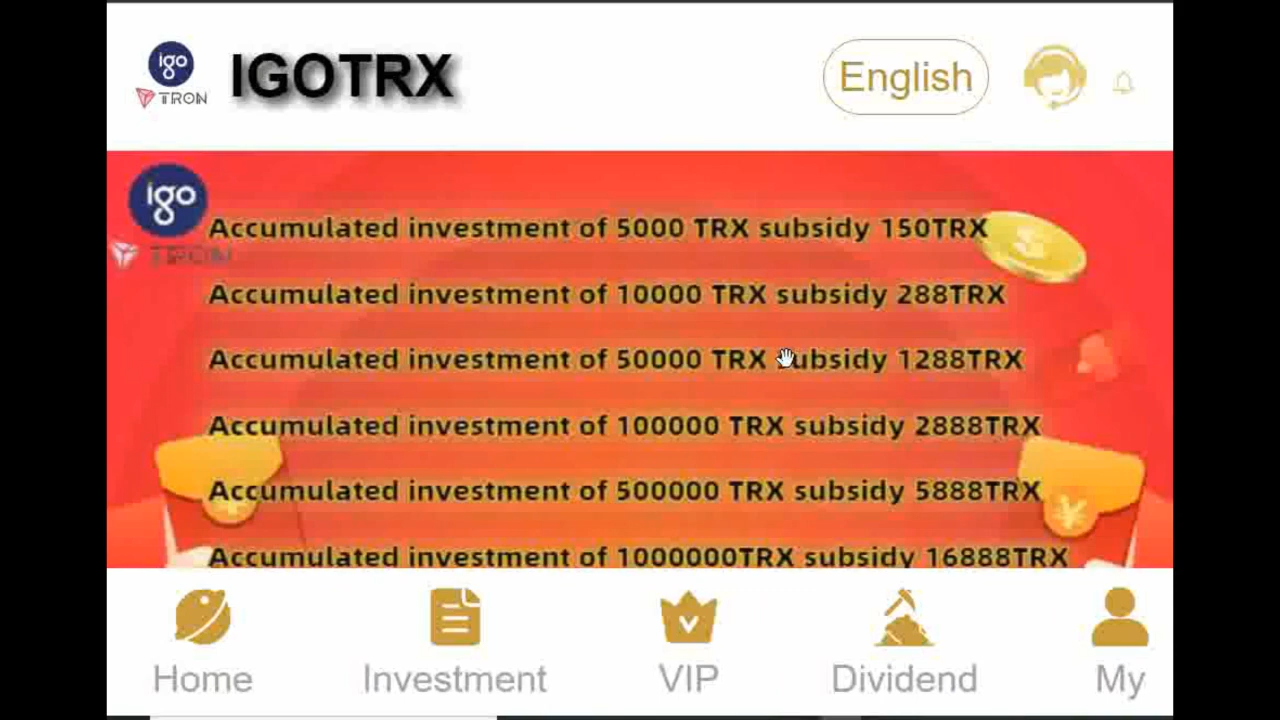 igo
TRON
IGOTRX
English
igo
TRON
Accumulated investment of 5000 TRX subsidy 150TRX
Accumulated investment of 10000 TRX subsidy 288TRX
Accumulated investment of 50000 TRX subsidy 1288TRX
Accumulated investment of 100000 TRX subsidy 2888TRX
Accumulated investment of 500000 TRX subsidy 5888TRX
Accumulated investment of 1000000TRX subsidy 16888TRX
Home
Investment
VIP
Dividend
My